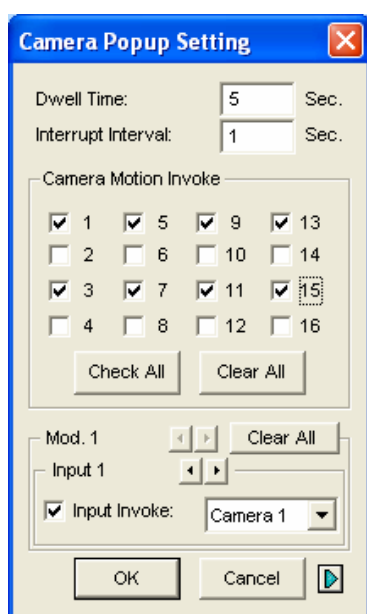 Camera Popup Setting
Dwell Time: 5 Sec.
Interrupt Interval: 1 Sec.
Camera Motion Invoke
1 5 9 13
2 6 10 14
3 7 11 15
4 8 12 16
Check All Clear All
Mod. 1 Clear All
Input 1
Input Invoke: Camera 1
OK Cancel